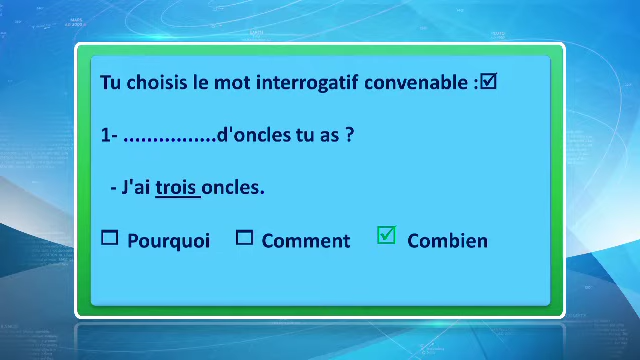 Tu choisis le mot interrogatif convenable :☑
1- ................d'oncles tu as ?
- J'ai trois oncles.
☐ Pourquoi ☐ Comment ☑ Combien